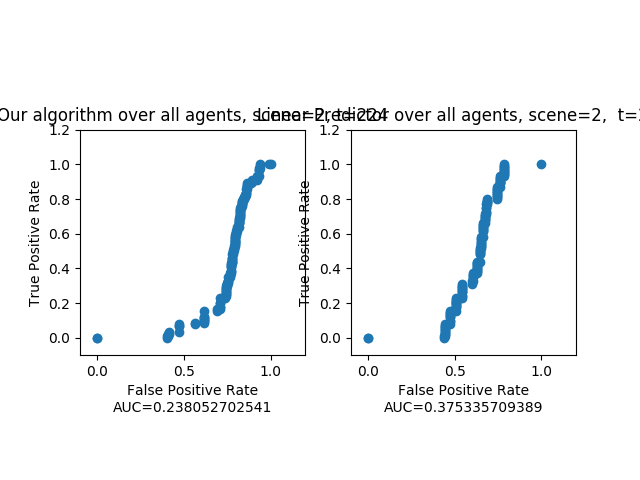 Our algorithm over all agents, scene=2, t=224
Linear Predictor over all agents, scene=2, t=
1.2
1.0
0.8
0.6
0.4
0.2
0.0
True Positive Rate
0.0 0.5 1.0
False Positive Rate
AUC=0.238052702541
1.2
1.0
0.8
0.6
0.4
0.2
0.0
True Positive Rate
0.0 0.5 1.0
False Positive Rate
AUC=0.375335709389